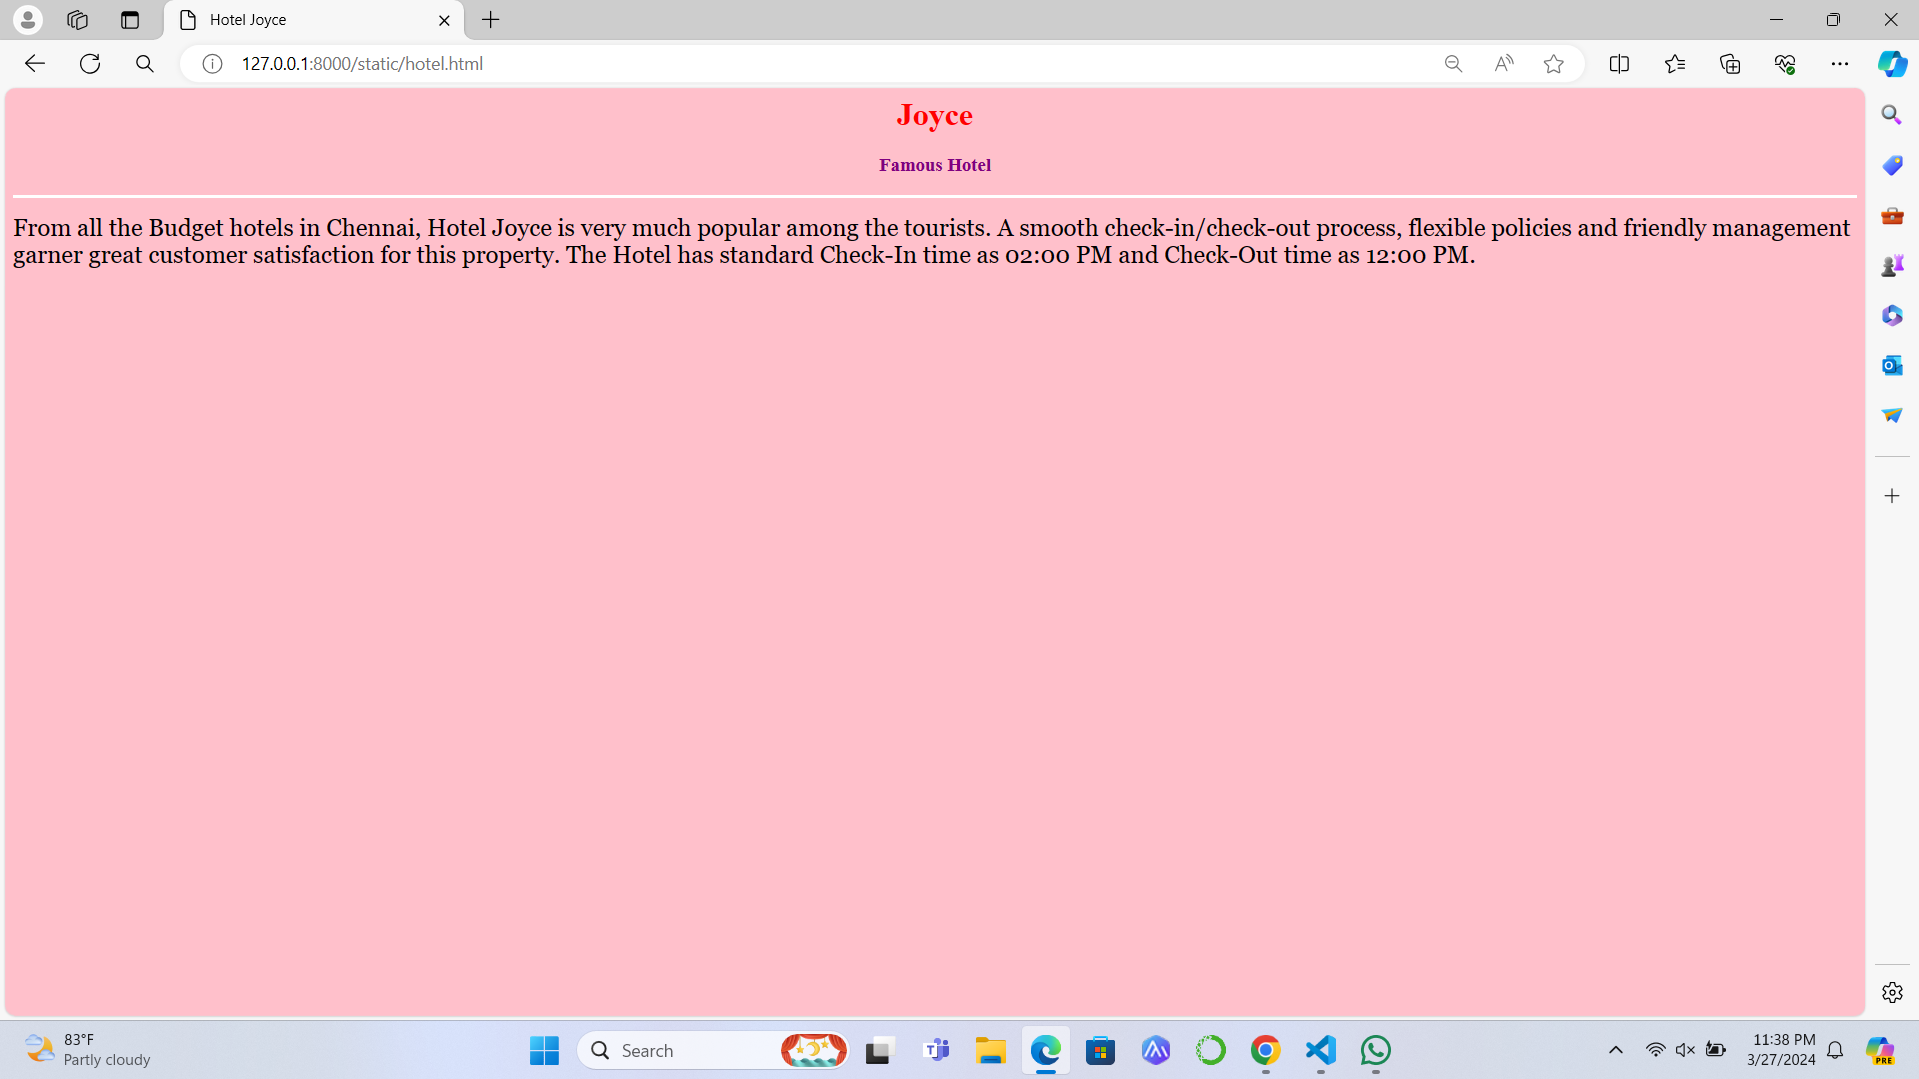 Hotel Joyce
127.0.0.1:8000/static/hotel.html
Joyce
Famous Hotel
From all the Budget hotels in Chennai, Hotel Joyce is very much popular among the tourists. A smooth check-in/check-out process, flexible policies and friendly management
garner great customer satisfaction for this property. The Hotel has standard Check-In time as 02:00 PM and Check-Out time as 12:00 PM.
83°F
Partly cloudy
Search
11:38 PM
3/27/2024
PRE